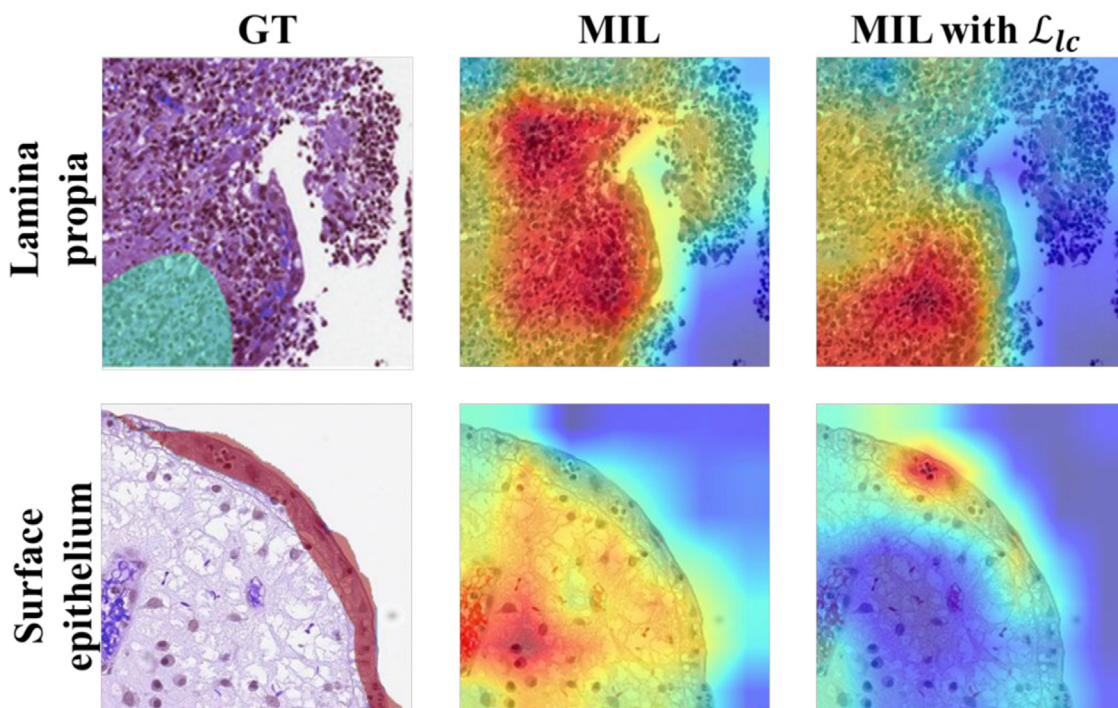 GT
MIL
MIL with ℒlc
Lamina
propia
Surface
epithelium